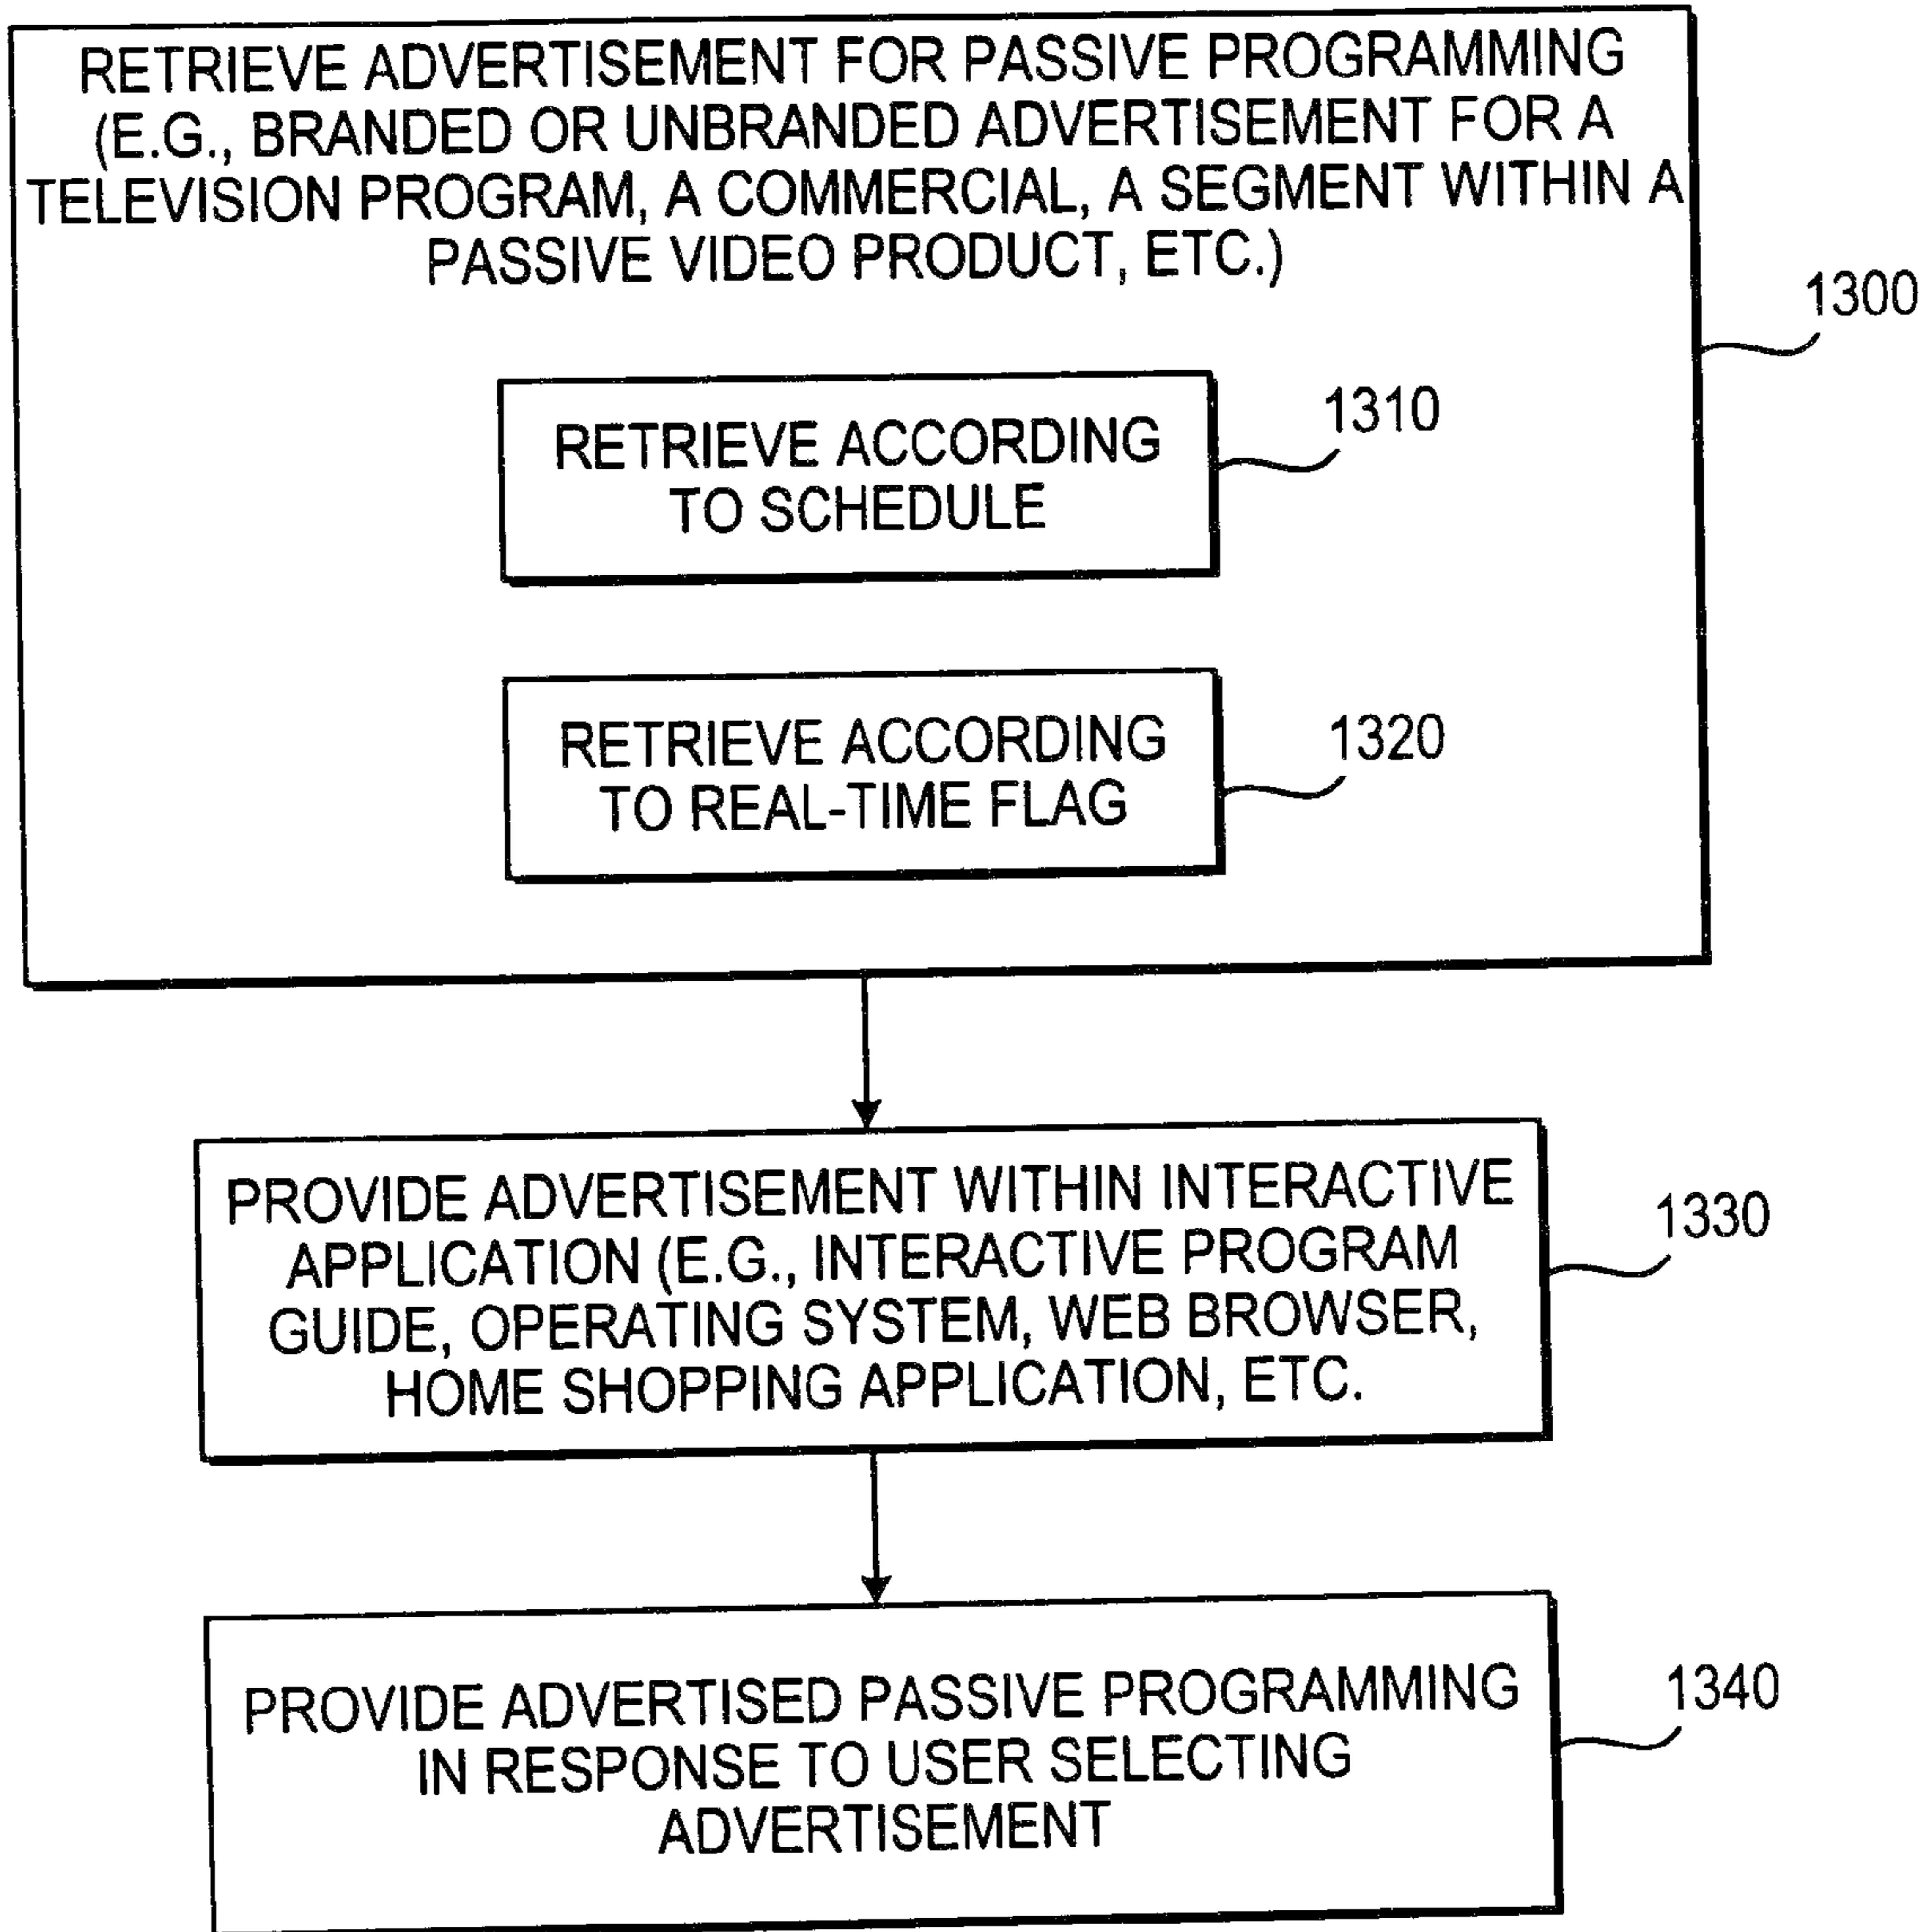 RETRIEVE ADVERTISEMENT FOR PASSIVE PROGRAMMING
(E.G., BRANDED OR UNBRANDED ADVERTISEMENT FOR A
TELEVISION PROGRAM, A COMMERCIAL, A SEGMENT WITHIN A
PASSIVE VIDEO PRODUCT, ETC.)
1300
RETRIEVE ACCORDING
TO SCHEDULE
1310
RETRIEVE ACCORDING
TO REAL-TIME FLAG
1320
PROVIDE ADVERTISEMENT WITHIN INTERACTIVE
APPLICATION (E.G., INTERACTIVE PROGRAM
GUIDE, OPERATING SYSTEM, WEB BROWSER,
HOME SHOPPING APPLICATION, ETC.
1330
PROVIDE ADVERTISED PASSIVE PROGRAMMING
IN RESPONSE TO USER SELECTING
ADVERTISEMENT
1340